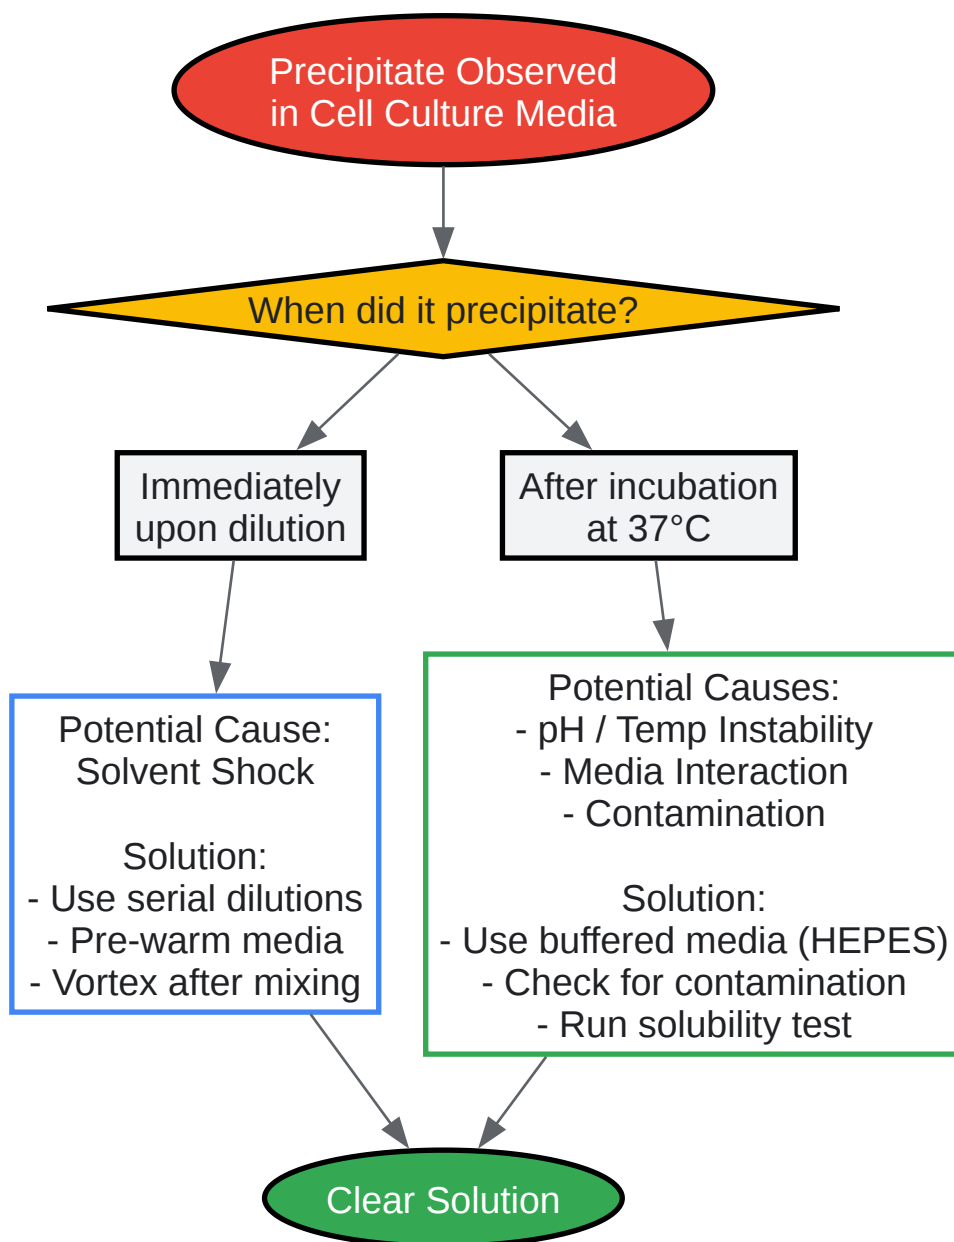 Precipitate Observed
in Cell Culture Media
When did it precipitate?
Immediately
upon dilution
After incubation
at 37°C
Potential Cause:
Solvent Shock
Solution:
- Use serial dilutions
- Pre-warm media
- Vortex after mixing
Potential Causes:
- pH / Temp Instability
- Media Interaction
- Contamination
Solution:
- Use buffered media (HEPES)
- Check for contamination
- Run solubility test
Clear Solution